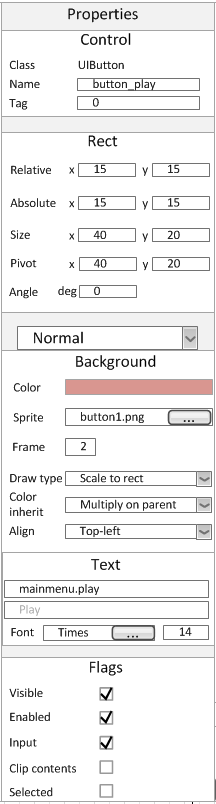 Properties
Control
Class UIButton
Name button_play
Tag 0
Rect
Relative x 15 y 15
Absolute x 15 y 15
Size x 40 y 20
Pivot x 40 y 20
Angle deg 0
Normal
Background
Color
Sprite button1.png ...
Frame 2
Draw type Scale to rect
Color
inherit Multiply on parent
Align Top-left
Text
mainmenu.play
Play
Font Times ... 14
Flags
Visible
Enabled
Input
Clip contents
Selected